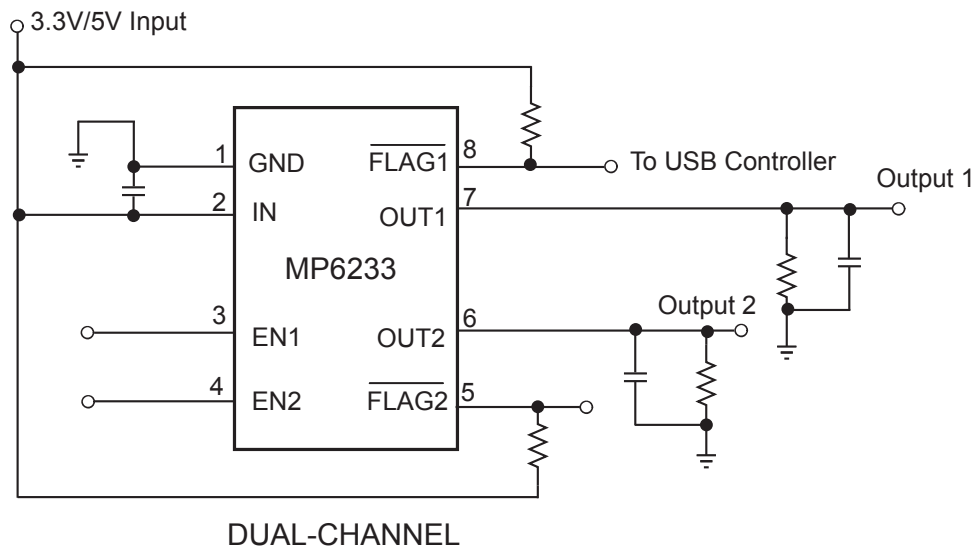 3.3V/5V Input
1
GND
2
IN
MP6233
3
EN1
4
EN2
FLAG1
8
To USB Controller
OUT1
7
Output 1
OUT2
6
Output 2
FLAG2
5
DUAL-CHANNEL